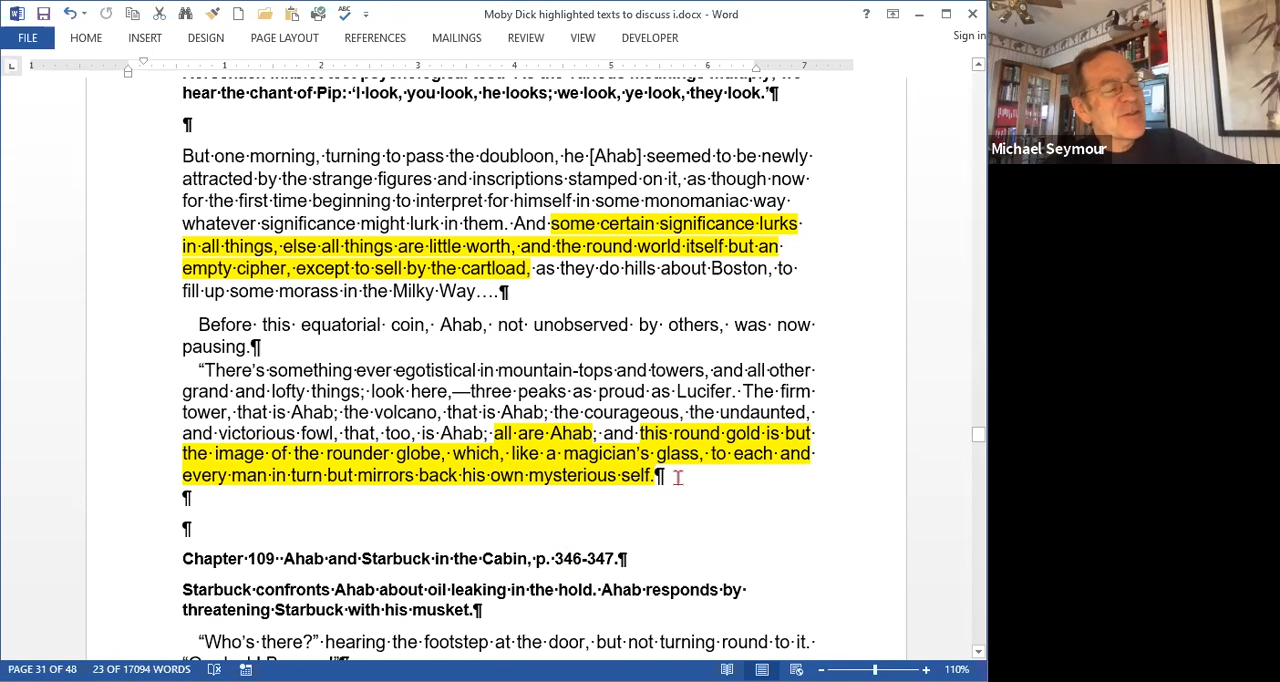 Moby Dick highlighted texts to discuss i.docx - Word
FILE HOME INSERT DESIGN PAGE LAYOUT REFERENCES MAILINGS REVIEW VIEW DEVELOPER Sign in
1 1 2 3 4 5 6 7
hear the chant of Pip: ‘I look, you look, he looks; we look, ye look, they look.’¶
¶
But one morning, turning to pass the doubloon, he [Ahab] seemed to be newly
attracted by the strange figures and inscriptions stamped on it, as though now
for the first time beginning to interpret for himself in some monomaniac way
whatever significance might lurk in them. And some certain significance lurks
in all things, else all things are little worth, and the round world itself but an
empty cipher, except to sell by the cartload, as they do hills about Boston, to
fill up some morass in the Milky Way….¶
Before this equatorial coin, Ahab, not unobserved by others, was now
pausing.¶
“There’s something ever egotistical in mountain-tops and towers, and all other
grand and lofty things; look here,—three peaks as proud as Lucifer. The firm
tower, that is Ahab; the volcano, that is Ahab; the courageous, the undaunted,
and victorious fowl, that, too, is Ahab; all are Ahab; and this round gold is but
the image of the rounder globe, which, like a magician’s glass, to each and
every man in turn but mirrors back his own mysterious self.¶
¶
¶
Chapter 109 Ahab and Starbuck in the Cabin, p. 346-347.¶
Starbuck confronts Ahab about oil leaking in the hold. Ahab responds by
threatening Starbuck with his musket.¶
“Who’s there?” hearing the footstep at the door, but not turning round to it.
PAGE 31 OF 48 23 OF 17094 WORDS 110%
Michael Seymour